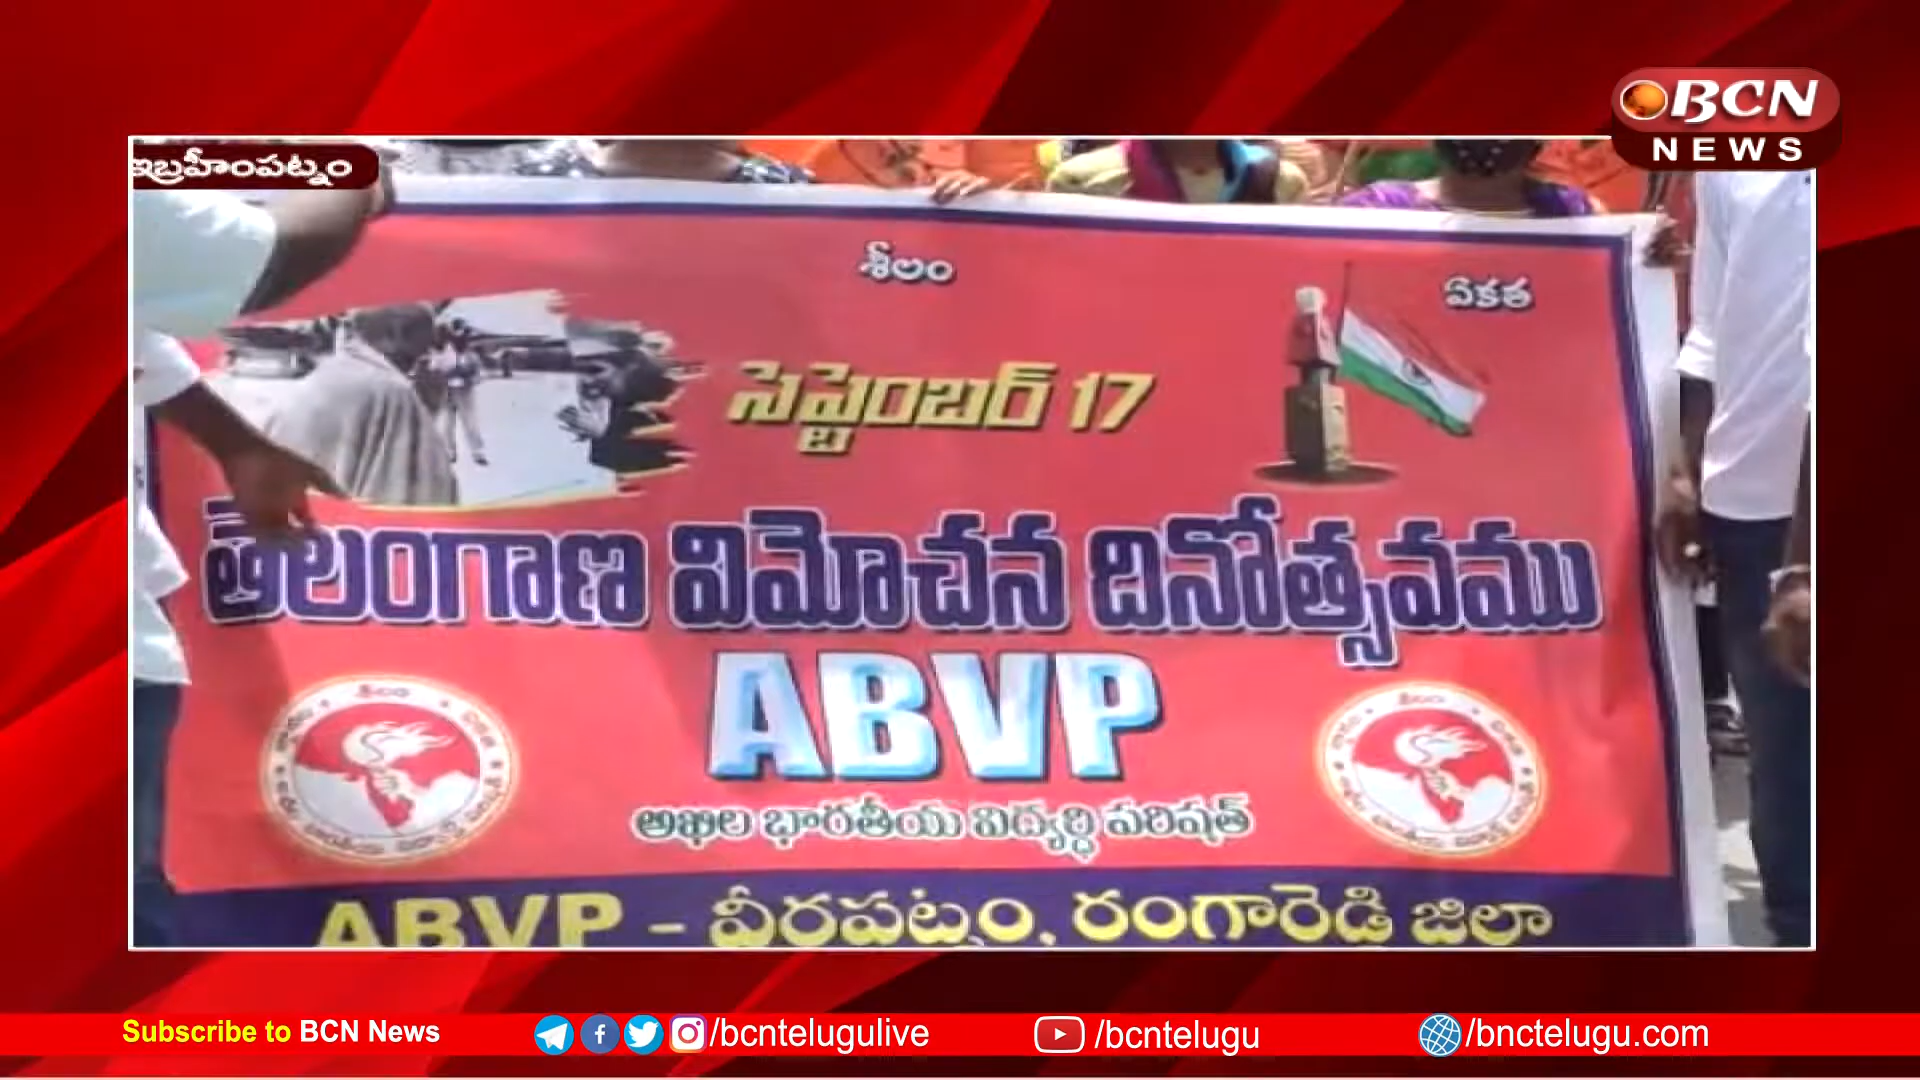 BCN
NEWS
ఇబ్రహీంపట్నం
శీలం
ఏకత
సెప్టెంబర్ 17
తెలంగాణ విమోచన దినోత్సవము
ABVP
అఖిల భారతీయ విద్యార్థి పరిషత్
ABVP - వీరపట్నం, రంగారెడి జిలా
Subscribe to BCN News
/bcntelugulive
/bcntelugu
/bnctelugu.com